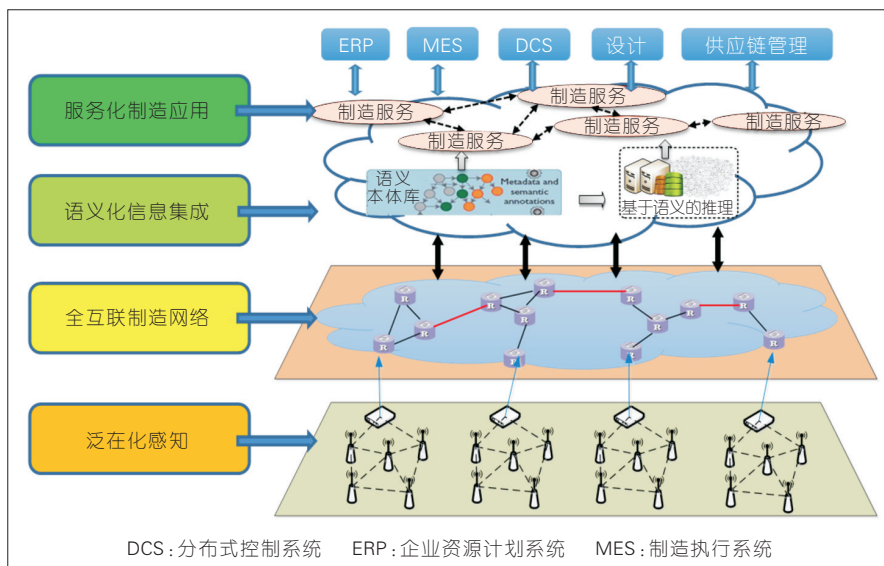 ERP MES DCS 设计 供应链管理
服务化制造应用
制造服务 制造服务
制造服务 制造服务 制造服务
语义化信息集成
语义
本体库
Metadata and
semantic
annotations
基于语义的推理
全互联制造网络
R R R R R R R R R R R R R
泛在化感知
DCS:分布式控制系统 ERP:企业资源计划系统 MES:制造执行系统